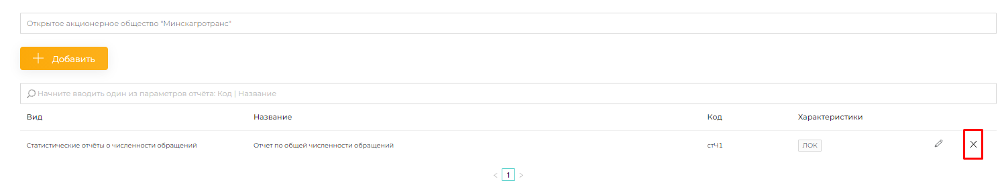 Открытое акционерное общество "Минскагротранс"
Добавить
Начните вводить один из параметров отчёта: Код | Название
Вид Название Код Характеристики
Статистические отчёты о численности обращений Отчет по общей численности обращений стЧ1 ЛОК
< 1 >